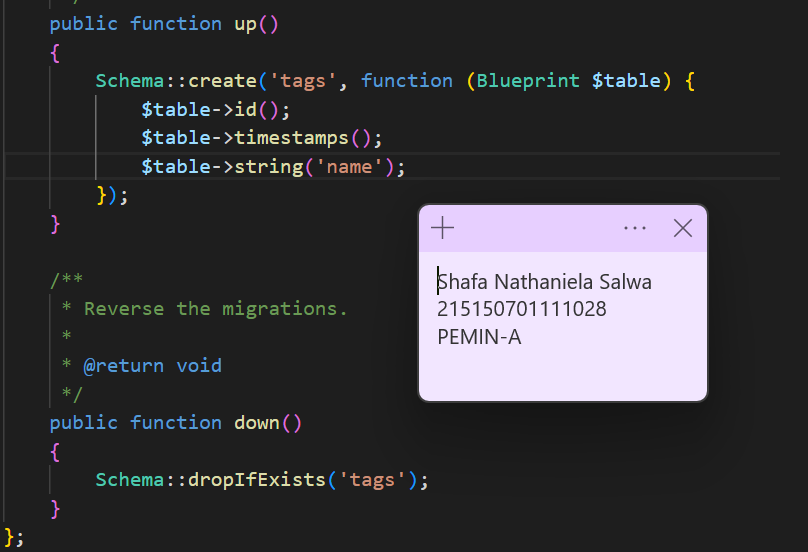 */
public function up()
{
Schema::create('tags', function (Blueprint $table) {
$table->id();
$table->timestamps();
$table->string('name');
});
}
/**
* Reverse the migrations.
*
* @return void
*/
public function down()
{
Schema::dropIfExists('tags');
}
};
Shafa Nathaniela Salwa
215150701111028
PEMIN-A